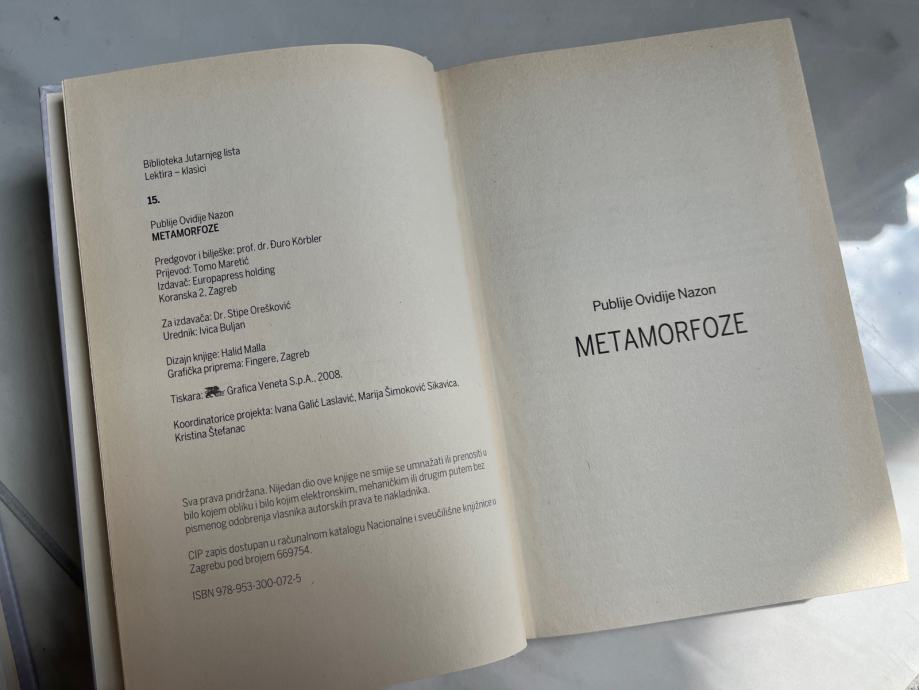 Biblioteka Jutarnjeg lista
Lektira – klasici
15.
Publije Ovidije Nazon
METAMORFOZE
Predgovor i bilješke: prof. dr. Đuro Körbler
Prijevod: Tomo Maretić
Izdavač: Europapress holding
Koranska 2, Zagreb
Za izdavača: Dr. Stipe Orešković
Urednik: Ivica Buljan
Dizajn knjige: Halid Malla
Grafička priprema: Fingere, Zagreb
Tiskara: Grafica Veneta S.p.A., 2008.
Koordinatorice projekta: Ivana Galić Laslavić, Marija Šimoković Sikavica,
Kristina Štefanac
Sva prava pridržana. Nijedan dio ove knjige ne smije se umnažati ili prenositi u
bilo kojem obliku i bilo kojim elektronskim, mehaničkim ili drugim putem bez
pismenog odobrenja vlasnika autorskih prava te nakladnika.
CIP zapis dostupan u računalnom katalogu Nacionalne i sveučilišne knjižnice u
Zagrebu pod brojem 669754.
ISBN 978-953-300-072-5
Publije Ovidije Nazon
METAMORFOZE